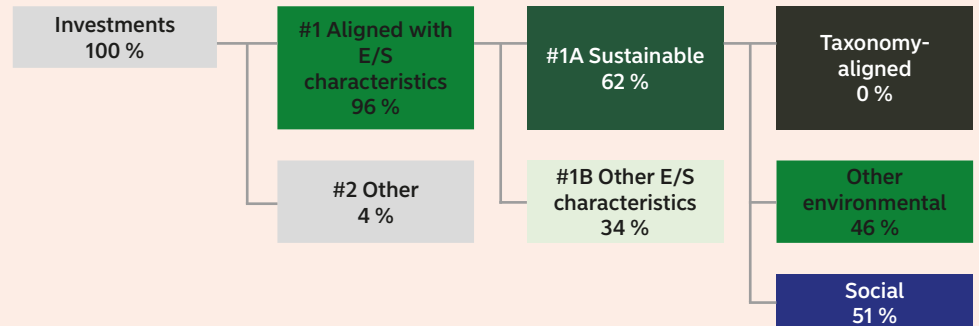 Investments
100 %
#1 Aligned with
E/S
characteristics
96 %
#2 Other
4 %
#1A Sustainable
62 %
#1B Other E/S
characteristics
34 %
Taxonomy-
aligned
0 %
Other
environmental
46 %
Social
51 %